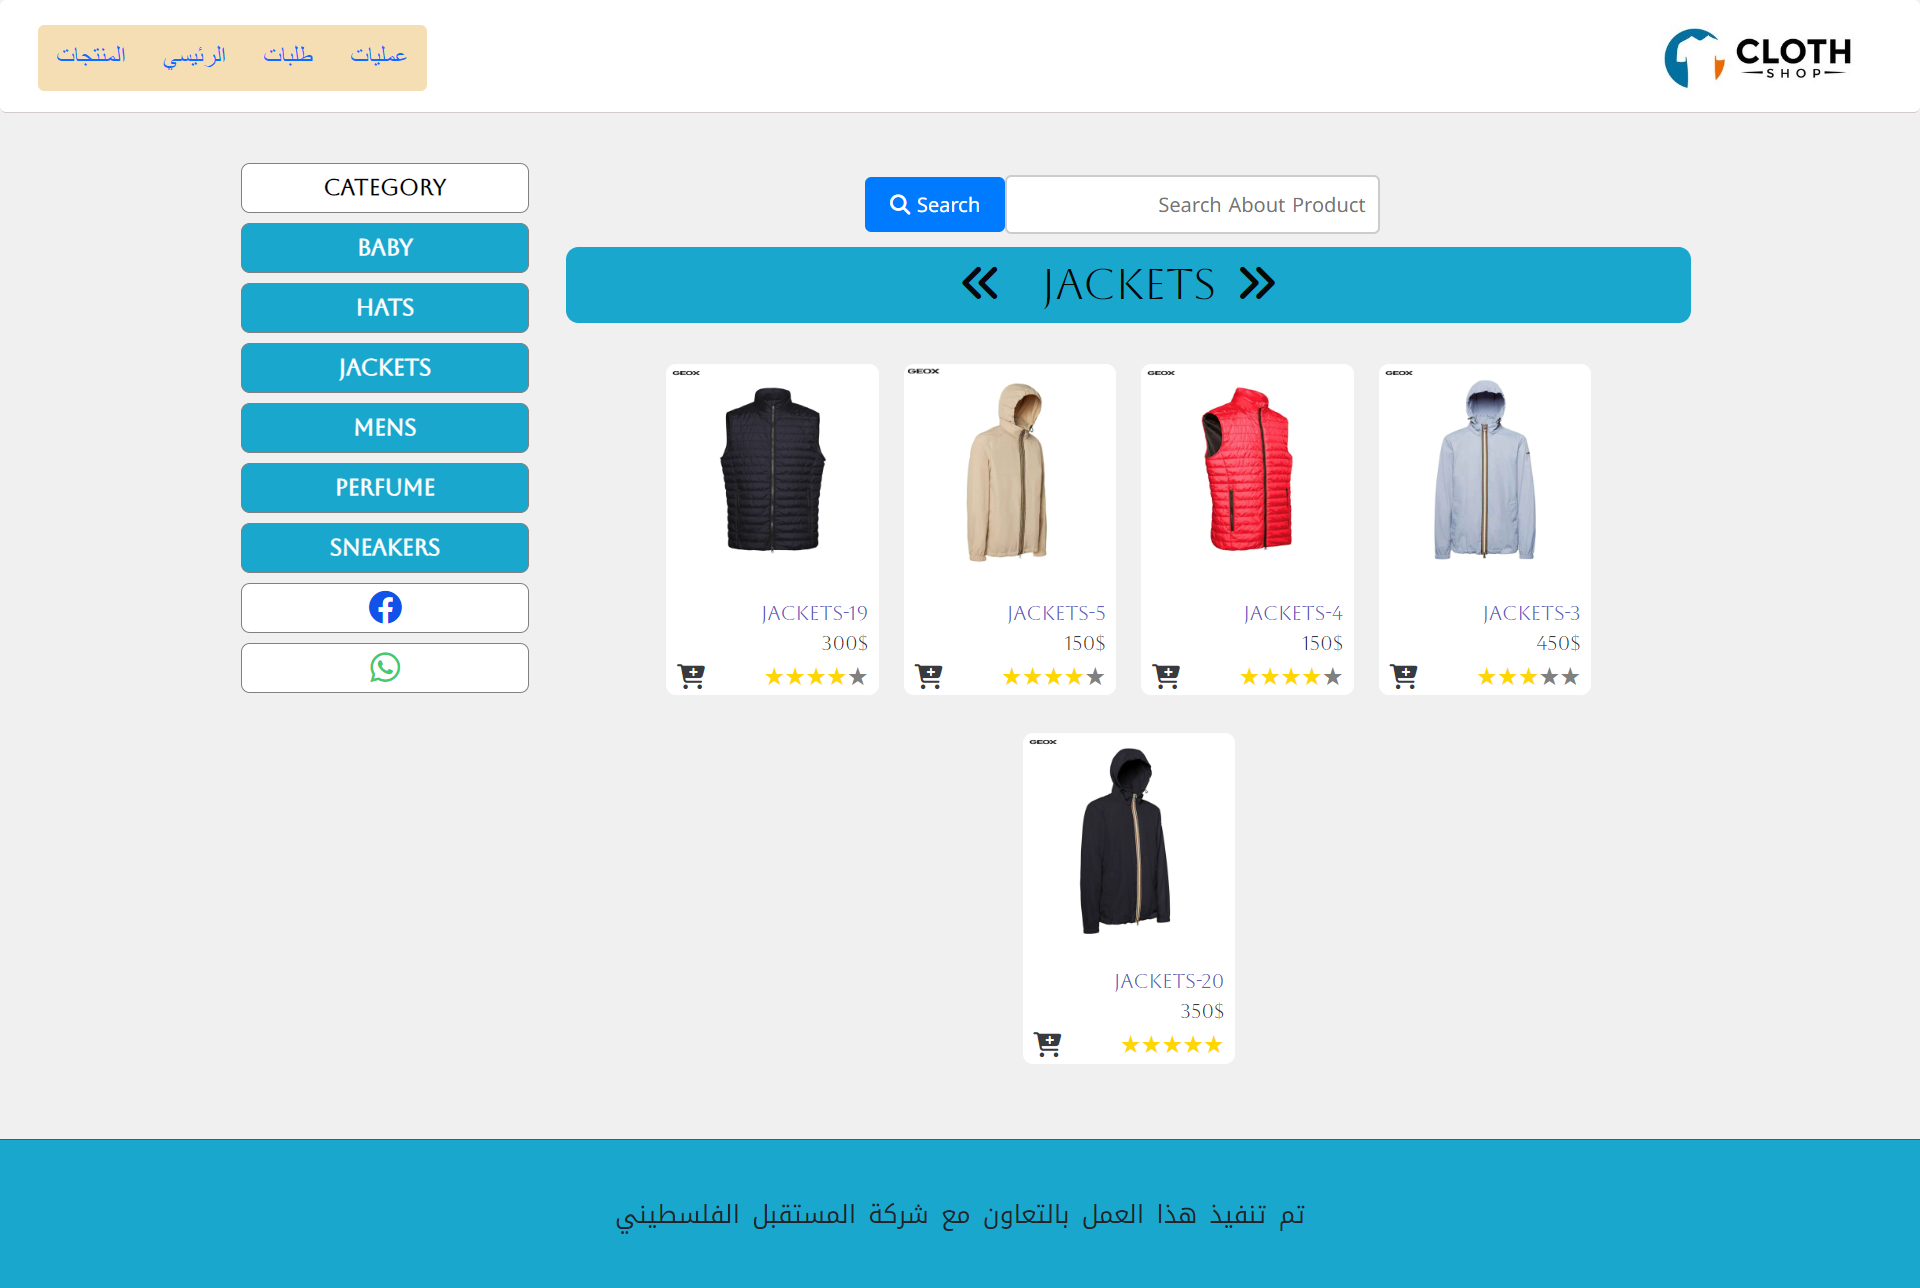 المنتجات الرئيسي طلبات عمليات
CLOTH
SHOP
CATEGORY
BABY
HATS
JACKETS
MENS
PERFUME
SNEAKERS
Search
Search About Product
JACKETS
GEOX
JACKETS-19
300$
GEOX
JACKETS-5
150$
GEOX
JACKETS-4
150$
GEOX
JACKETS-3
450$
GEOX
JACKETS-20
350$
تم تنفيذ هذا العمل بالتعاون مع شركة المستقبل الفلسطيني